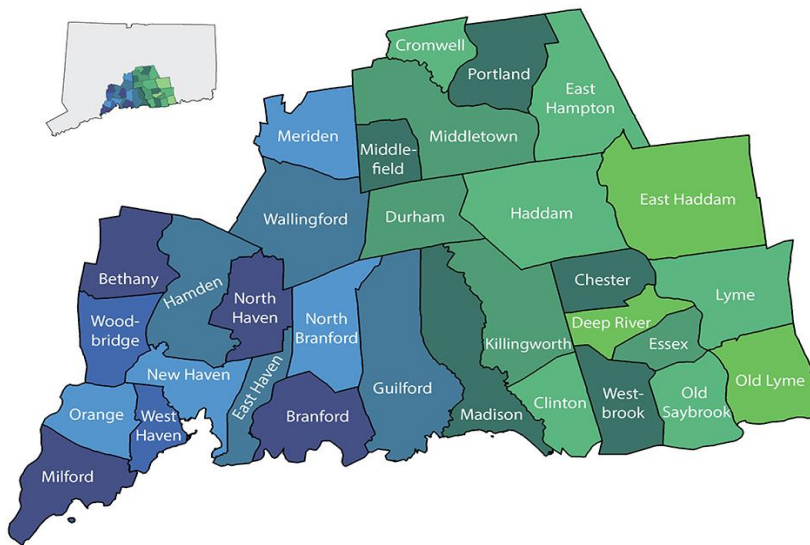 Cromwell
Portland
East
Hampton
Meriden
Middle-
field
Middletown
Wallingford
Durham
Haddam
East Haddam
Bethany
Hamden
North
Haven
Chester
Lyme
Wood-
bridge
North
Branford
Deep River
Killingworth
Essex
New Haven
East Haven
Guilford
Old Lyme
Orange
West
Haven
Branford
Madison
Clinton
West-
brook
Old
Saybrook
Milford